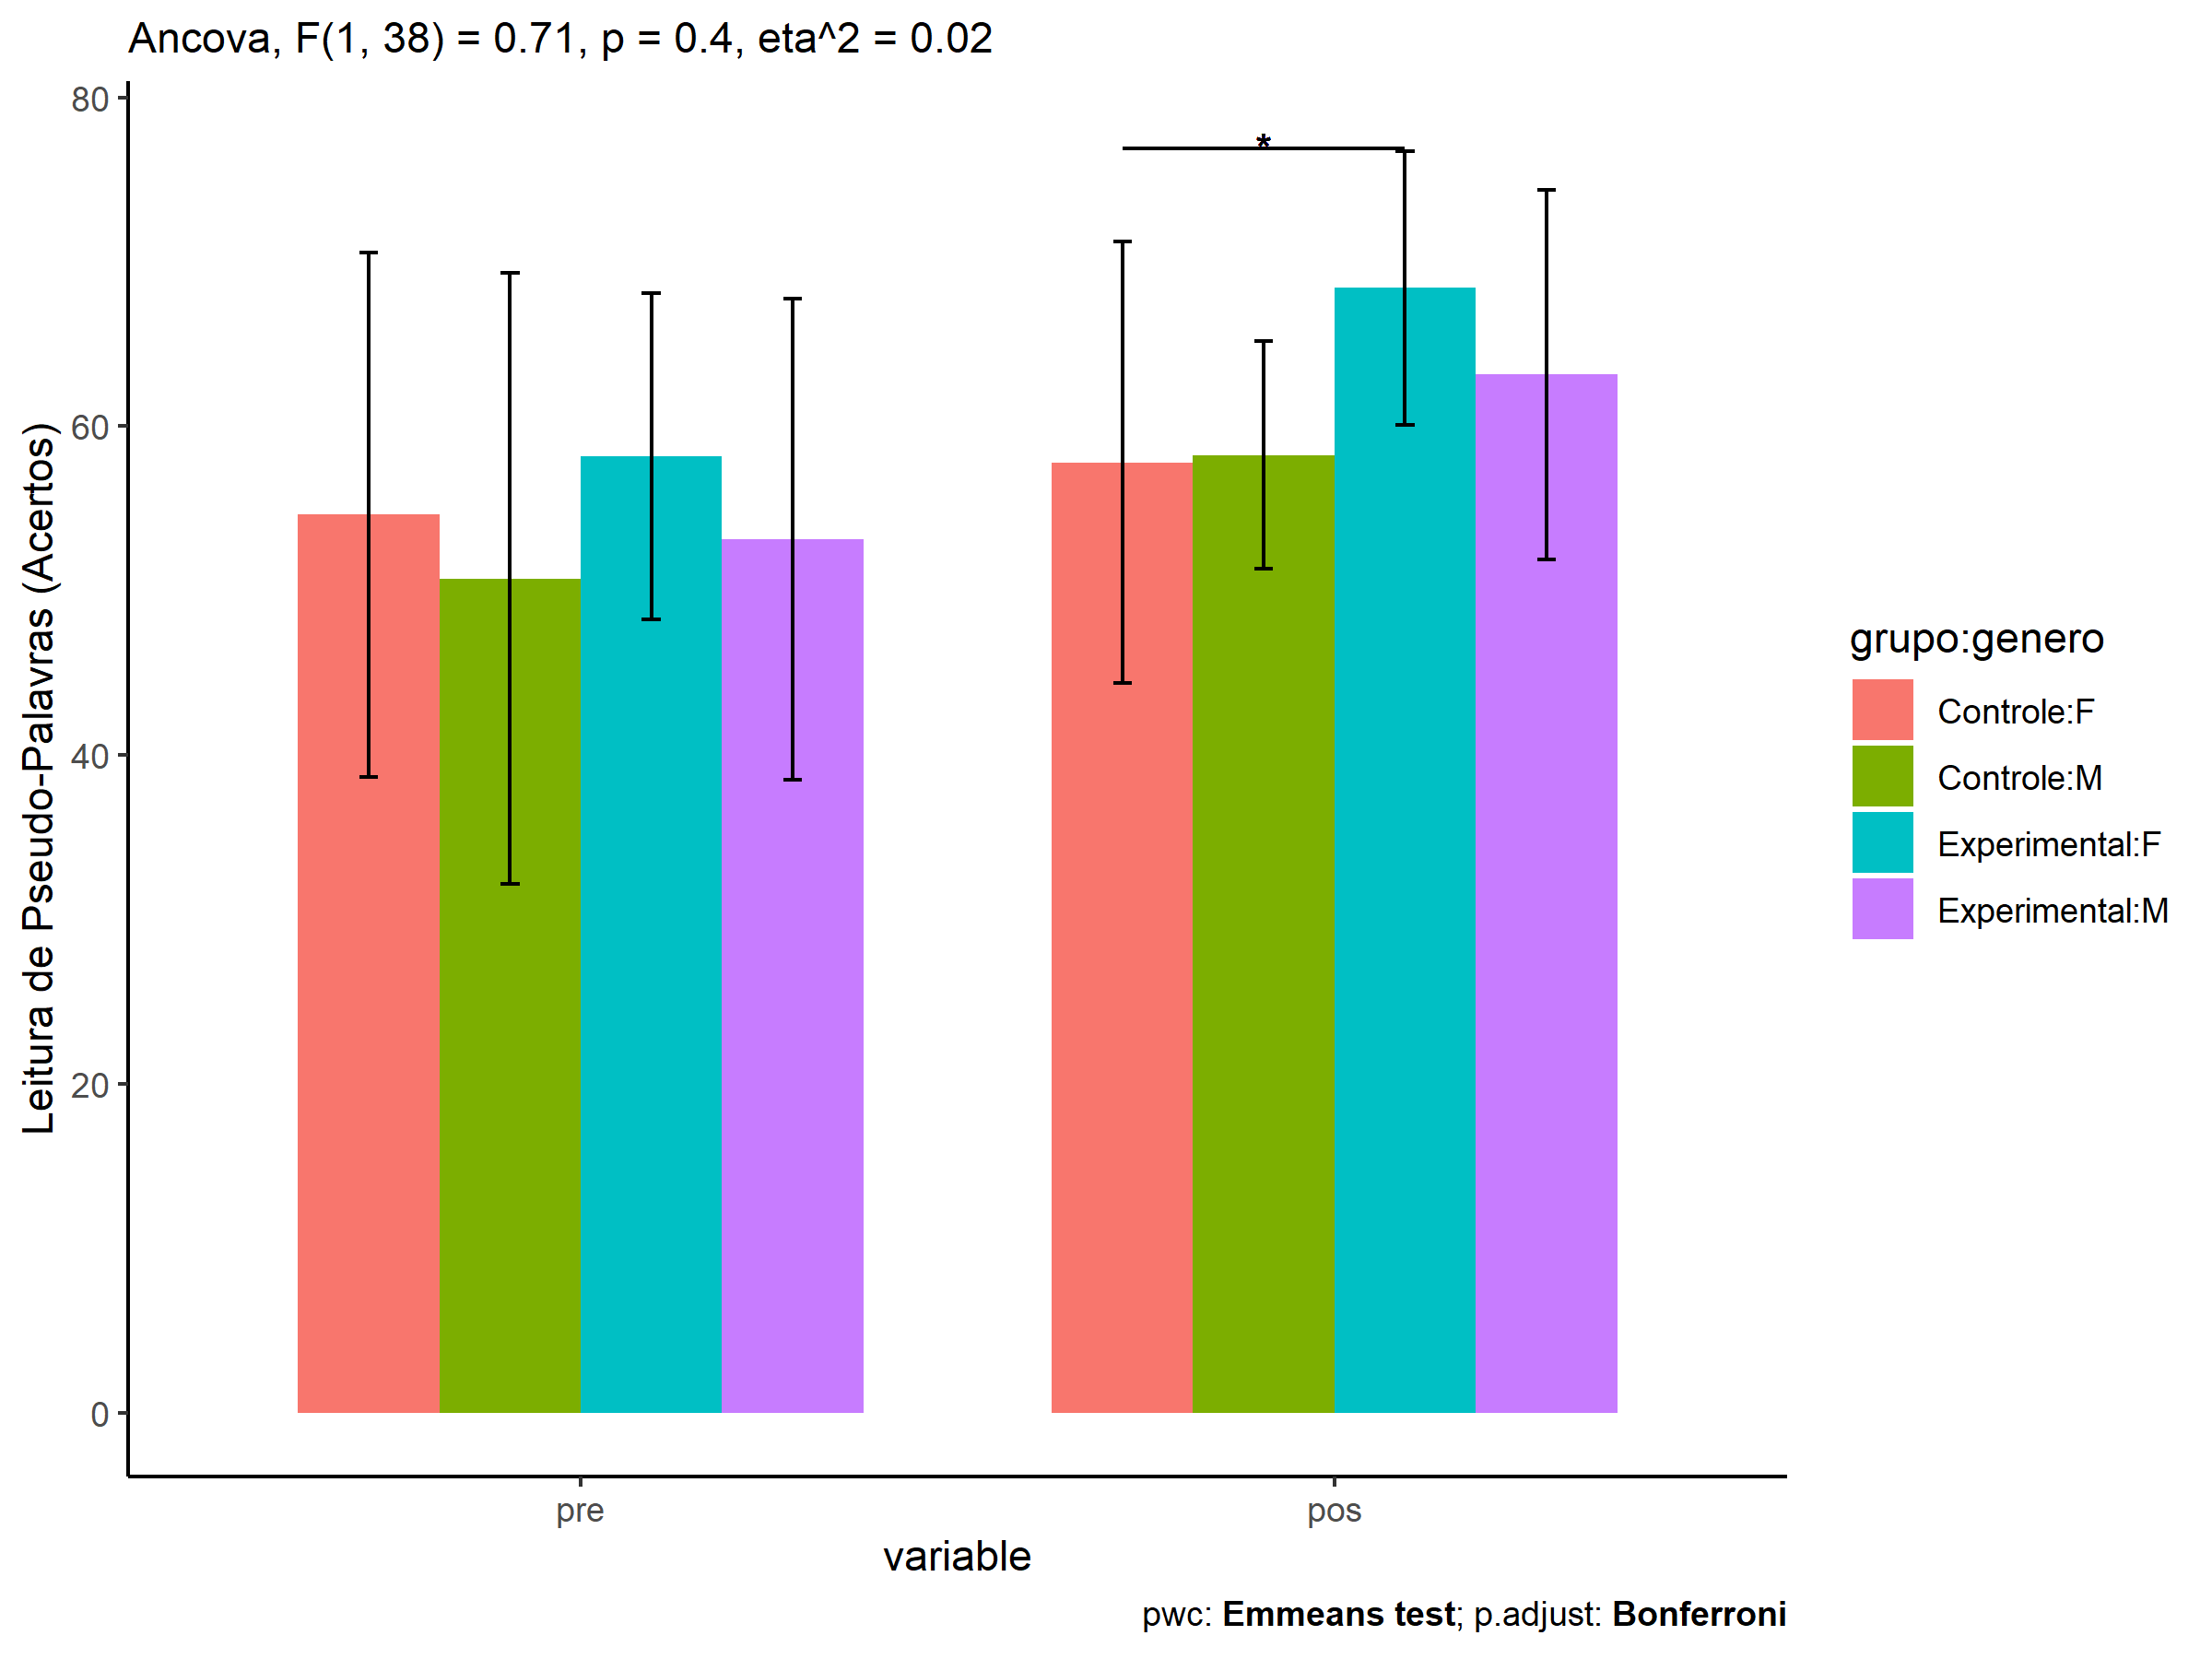 Ancova, F(1, 38) = 0.71, p = 0.4, eta^2 = 0.02
Leitura de Pseudo-Palavras (Acertos)
80
60
40
20
0
*
pre
pos
variable
grupo:genero
Controle:F
Controle:M
Experimental:F
Experimental:M
pwc: Emmeans test; p.adjust: Bonferroni